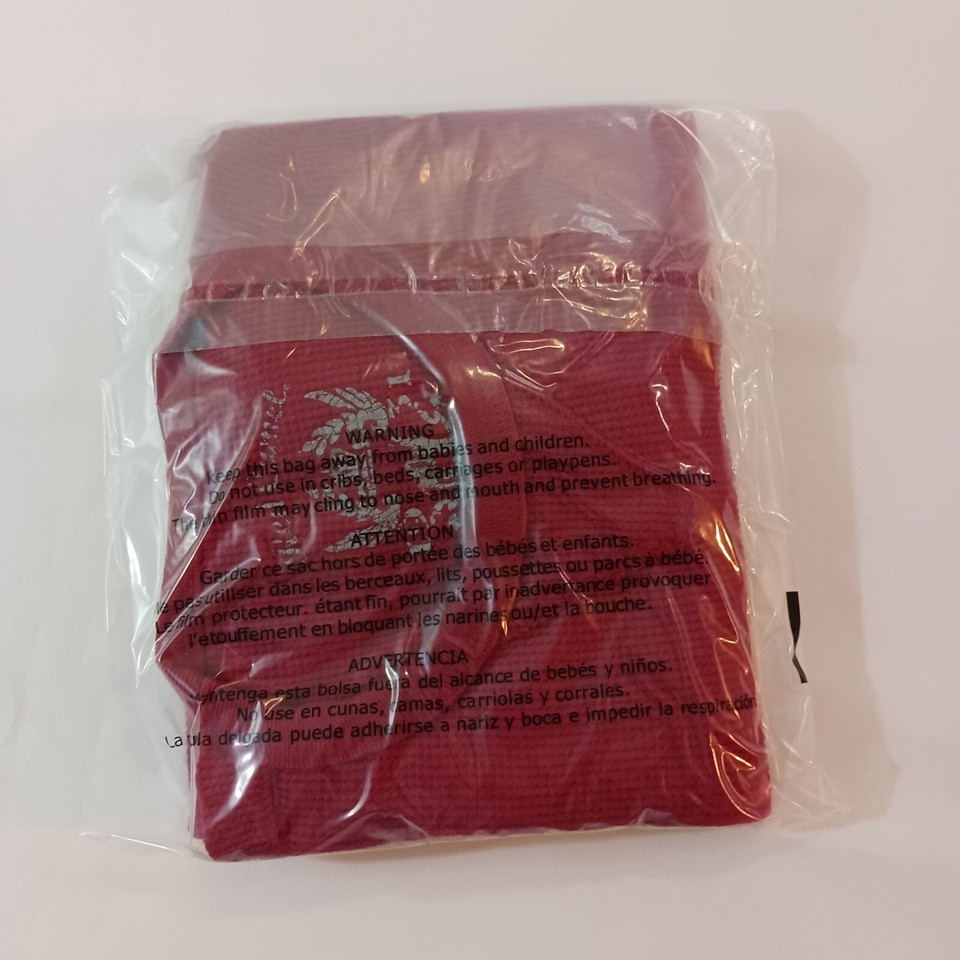 WARNING
Keep this bag away from babies and children.
Do not use in cribs, beds, carriages or playpens.
The thin film may cling to nose and mouth and prevent breathing.
ATTENTION
Garder ce sac hors de portée des bébés et enfants.
Ne pas utiliser dans les berceaux, lits, poussettes ou parcs à bébé.
Le film protecteur. étant fin, pourrait par inadvertance provoquer
l'etouffement en bloquant les narines ou/et la bouche.
ADVERTENCIA
Mantenga esta bolsa fuera del alcance de bebés y niños.
No use en cunas, camas, carriolas y corrales.
La tela delgada puede adherirse a nariz y boca e impedir la respiración